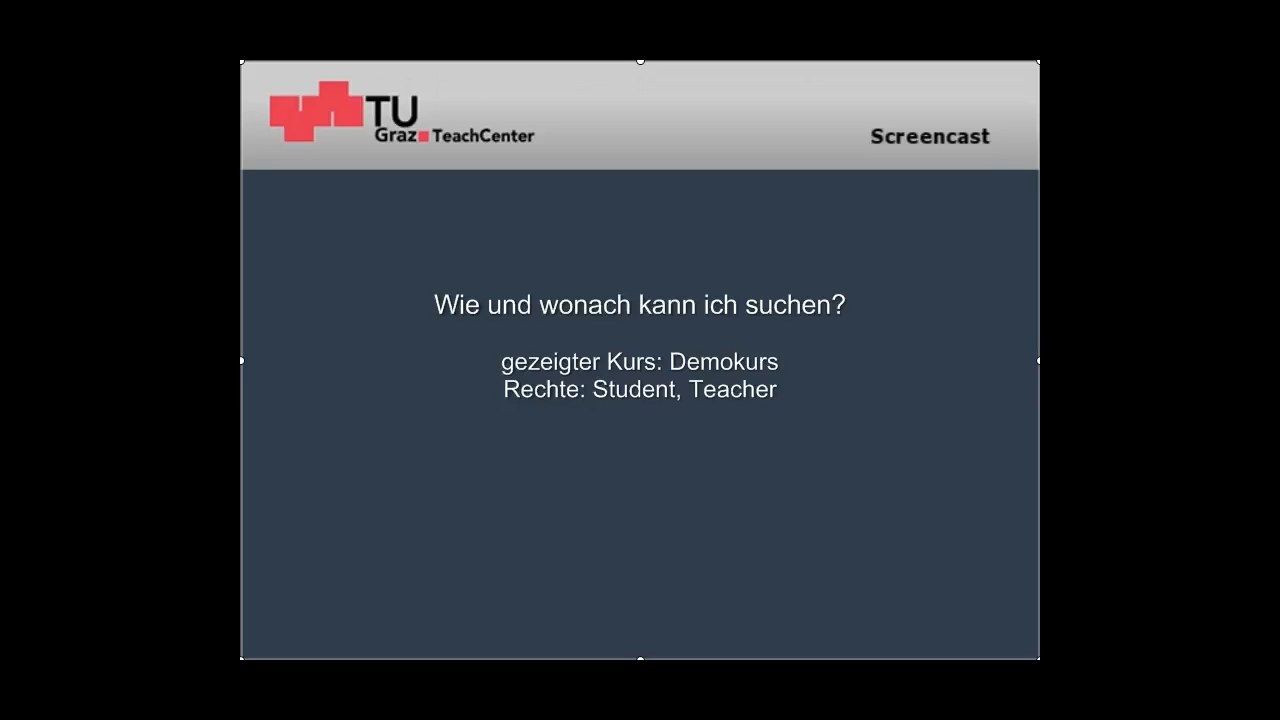 TU
Graz TeachCenter
Screencast
Wie und wonach kann ich suchen?
gezeigter Kurs: Demokurs
Rechte: Student, Teacher